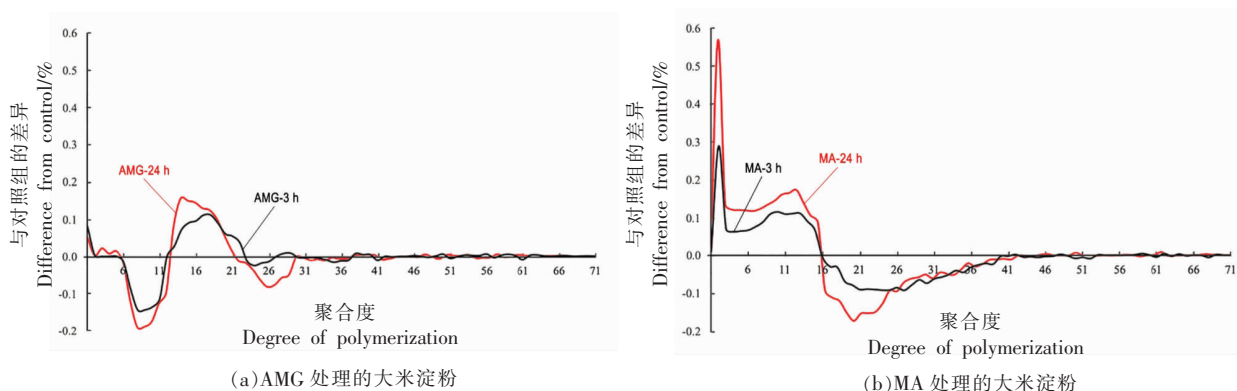 与对照组的差异
Difference from control/%
0.6
0.5
0.4
0.3
0.2
0.1
0.0
-0.1
-0.2
AMG-24 h
AMG-3 h
6 11 16 21 26 31 36 41 46 51 56 61 66 71
聚合度
Degree of polymerization
(a)AMG 处理的大米淀粉
与对照组的差异
Difference from control/%
0.6
0.5
0.4
0.3
0.2
0.1
0.0
-0.1
-0.2
MA-3 h
MA-24 h
6 11 16 21 26 31 36 41 46 51 56 61 66 71
聚合度
Degree of polymerization
(b)MA 处理的大米淀粉